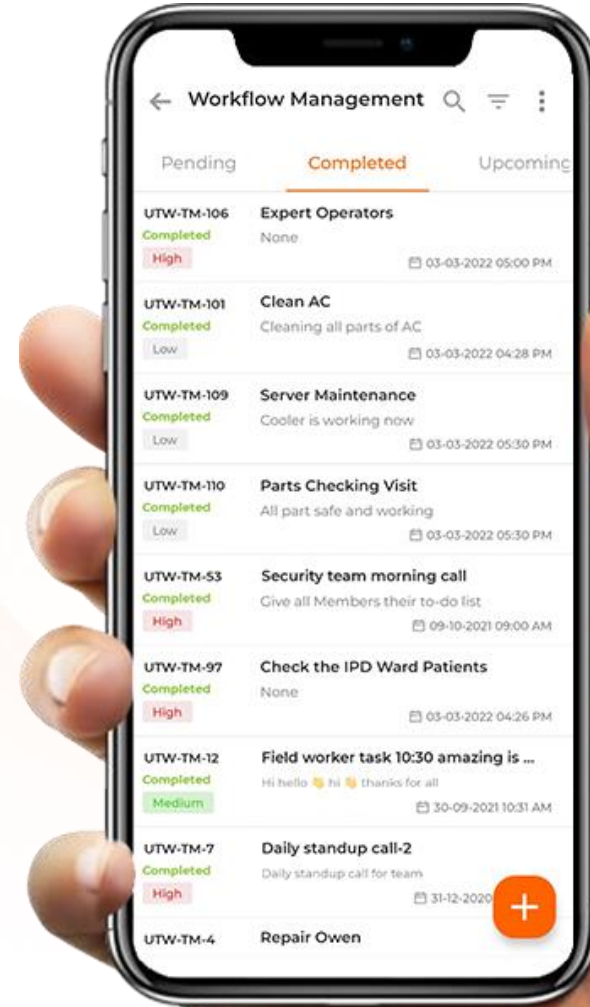 Workflow Management
Pending Completed Upcoming
UTW-TM-106 Expert Operators
Completed None
High 03-03-2022 05:00 PM
UTW-TM-101 Clean AC
Completed Cleaning all parts of AC
Low 03-03-2022 04:28 PM
UTW-TM-109 Server Maintenance
Completed Cooler is working now
Low 03-03-2022 05:30 PM
UTW-TM-110 Parts Checking Visit
Completed All part safe and working
Low 03-03-2022 05:30 PM
UTW-TM-53 Security team morning call
Completed Give all Members their to-do list
High 09-10-2021 09:00 AM
UTW-TM-97 Check the IPD Ward Patients
Completed None
High 03-03-2022 04:26 PM
UTW-TM-12 Field worker task 10:30 amazing is ...
Completed Hi hello 👋 hi 👋 thanks for all
Medium 30-09-2021 10:31 AM
UTW-TM-7 Daily standup call-2
Completed Daily standup call for team
High 31-12-2020
UTW-TM-4 Repair Owen